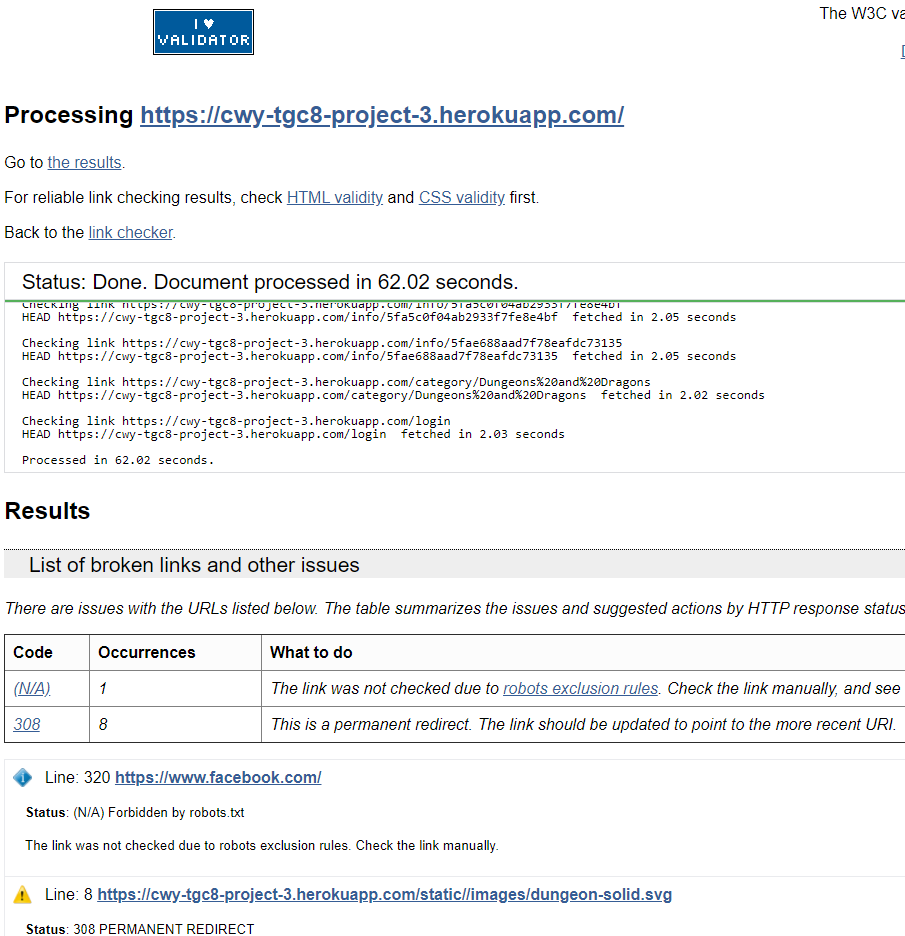 I ♥
VALIDATOR
The W3C va
Processing https://cwy-tgc8-project-3.herokuapp.com/
Go to the results.
For reliable link checking results, check HTML validity and CSS validity first.
Back to the link checker.
Status: Done. Document processed in 62.02 seconds.
Checking link https://cwy-tgc8-project-3.herokuapp.com/info/5fa5c0f04ab2933f7fe8e4bf
HEAD https://cwy-tgc8-project-3.herokuapp.com/info/5fa5c0f04ab2933f7fe8e4bf  fetched in 2.05 seconds
Checking link https://cwy-tgc8-project-3.herokuapp.com/info/5fae688aad7f78eafdc73135
HEAD https://cwy-tgc8-project-3.herokuapp.com/info/5fae688aad7f78eafdc73135  fetched in 2.05 seconds
Checking link https://cwy-tgc8-project-3.herokuapp.com/category/Dungeons%20and%20Dragons
HEAD https://cwy-tgc8-project-3.herokuapp.com/category/Dungeons%20and%20Dragons  fetched in 2.02 seconds
Checking link https://cwy-tgc8-project-3.herokuapp.com/login
HEAD https://cwy-tgc8-project-3.herokuapp.com/login  fetched in 2.03 seconds
Processed in 62.02 seconds.
Results
List of broken links and other issues
There are issues with the URLs listed below. The table summarizes the issues and suggested actions by HTTP response status
Code Occurrences What to do
(N/A) 1 The link was not checked due to robots exclusion rules. Check the link manually, and see
308 8 This is a permanent redirect. The link should be updated to point to the more recent URI.
Line: 320 https://www.facebook.com/
Status: (N/A) Forbidden by robots.txt
The link was not checked due to robots exclusion rules. Check the link manually.
Line: 8 https://cwy-tgc8-project-3.herokuapp.com/static//images/dungeon-solid.svg
Status: 308 PERMANENT REDIRECT